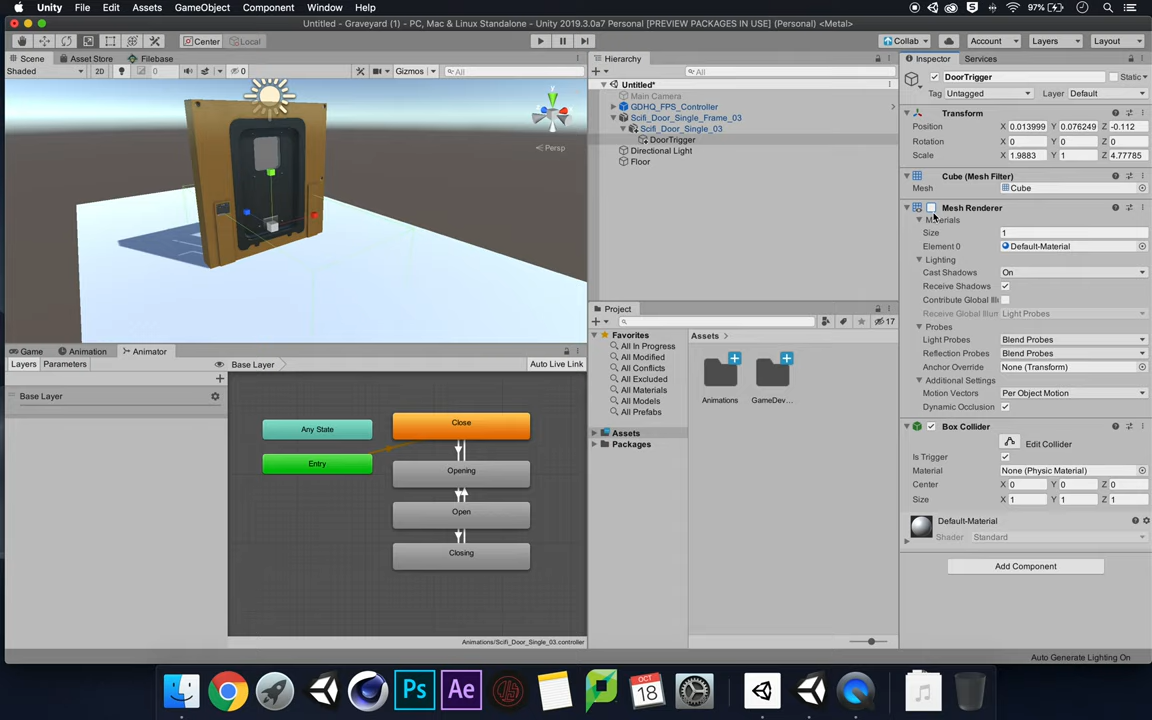 Unity File Edit Assets GameObject Component Window Help 97%
Untitled - Graveyard (1) - PC, Mac & Linux Standalone - Unity 2019.3.0a7 Personal [PREVIEW PACKAGES IN USE] (Personal) <Metal>
Center Local Collab Account Layers Layout
Scene Asset Store Filebase
Shaded 2D 0 Gizmos All
Persp
Hierarchy
All
Untitled*
Main Camera
GDHQ_FPS_Controller
Scifi_Door_Single_Frame_03
Scifi_Door_Single_03
DoorTrigger
Directional Light
Floor
Project
17
Favorites
All In Progress
All Modified
All Conflicts
All Excluded
All Materials
All Models
All Prefabs
Assets
Packages
Assets
Animations GameDev...
Game Animation Animator
Layers Parameters Base Layer Auto Live Link
Base Layer
Any State
Entry
Close
Opening
Open
Closing
Animations/Scifi_Door_Single_03.controller
Inspector Services
DoorTrigger Static
Tag Untagged Layer Default
Transform
Position X 0.013999 Y 0.076249 Z -0.112
Rotation X 0 Y 0 Z 0
Scale X 1.9883 Y 1 Z 4.77785
Cube (Mesh Filter)
Mesh Cube
Mesh Renderer
Materials
Size 1
Element 0 Default-Material
Lighting
Cast Shadows On
Receive Shadows
Contribute Global Illu
Receive Global Illum Light Probes
Probes
Light Probes Blend Probes
Reflection Probes Blend Probes
Anchor Override None (Transform)
Additional Settings
Motion Vectors Per Object Motion
Dynamic Occlusion
Box Collider
Edit Collider
Is Trigger
Material None (Physic Material)
Center X 0 Y 0 Z 0
Size X 1 Y 1 Z 1
Default-Material
Shader Standard
Add Component
Auto Generate Lighting On
Ps Ae OCT 18